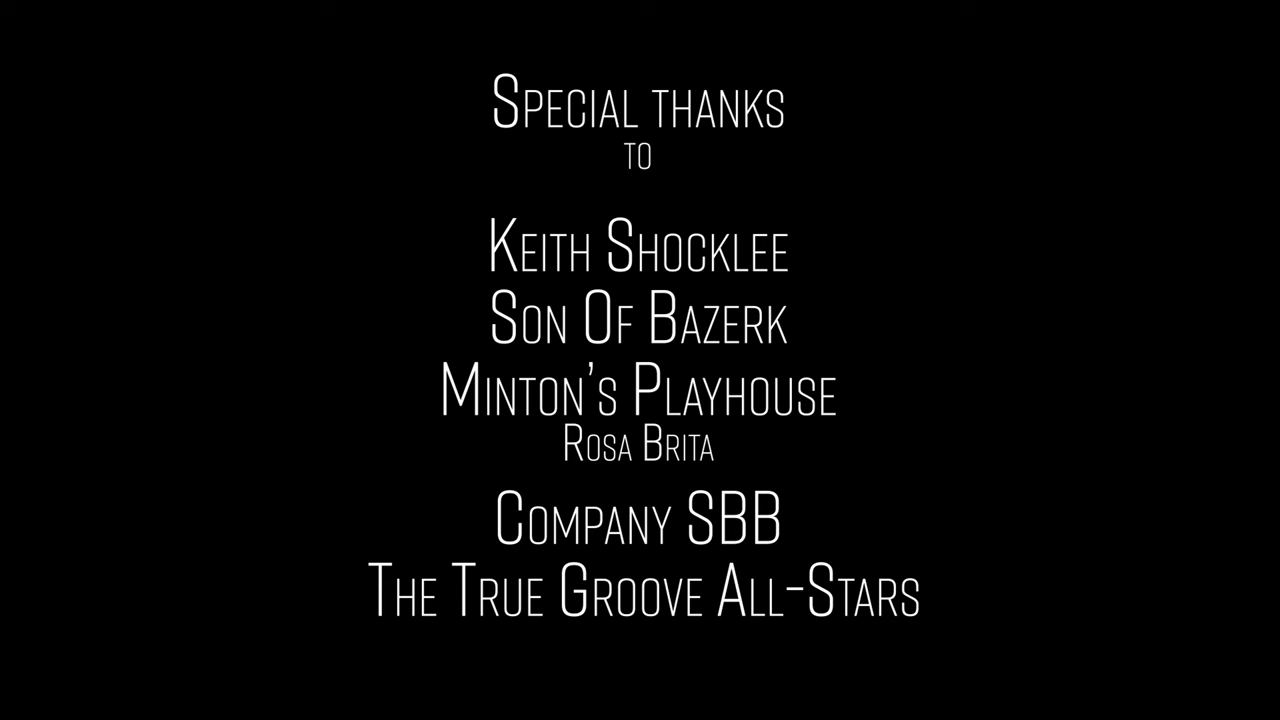 Special thanks
to
Keith Shocklee
Son Of Bazerk
Minton's Playhouse
Rosa Brita
Company SBB
The True Groove All-Stars